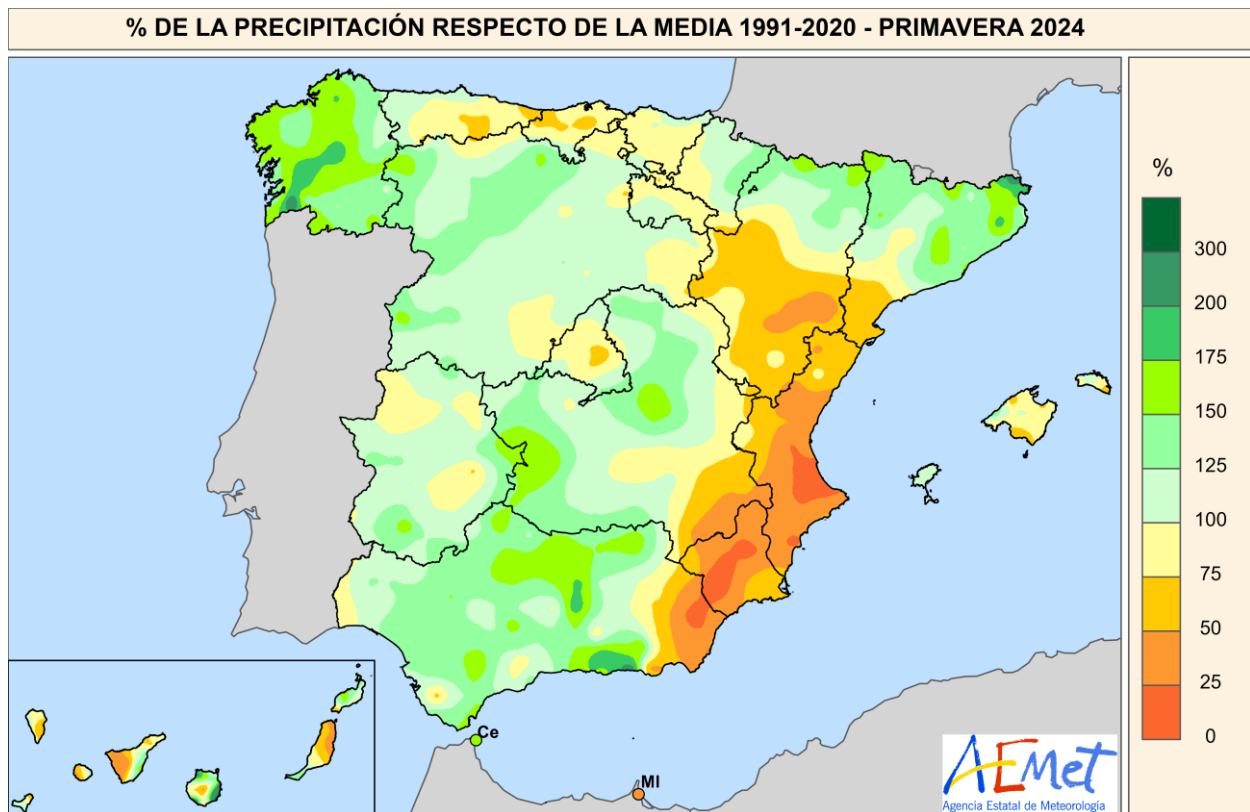 % DE LA PRECIPITACIÓN RESPECTO DE LA MEDIA 1991-2020 - PRIMAVERA 2024
%
300
200
175
150
125
100
75
50
25
0
Ce
Ml
AEMet
Agencia Estatal de Meteorología